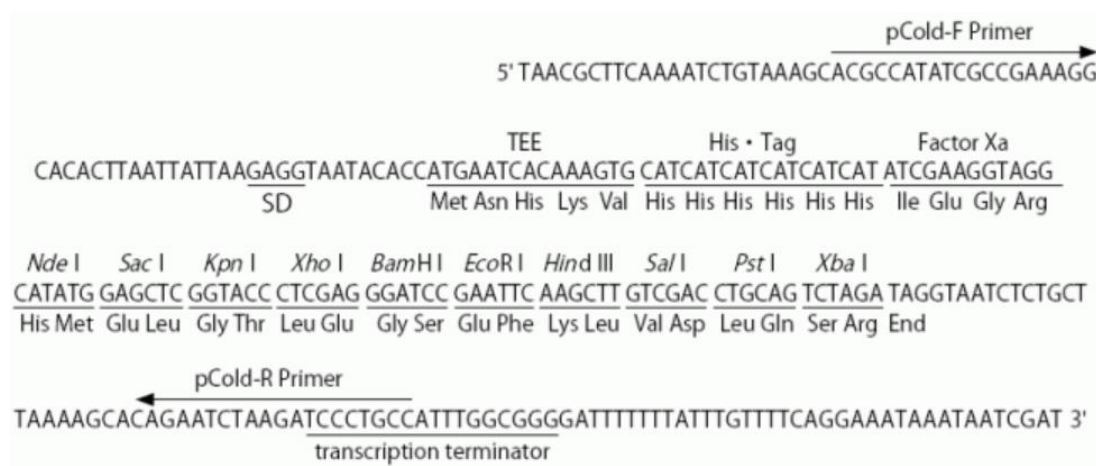 pCold-F Primer
5' TAACGCTTCAAAATCTGTAAAGCACGCCATATCGCCGAAAGG
TEE His • Tag Factor Xa
CACACTTAATTATTAAGAGGTAATACACCATGAATCACAAAGTG CATCATCATCATCATCAT ATCGAAGGTAGG
SD Met Asn His Lys Val His His His His His His Ile Glu Gly Arg
Nde I Sac I Kpn I Xho I BamH I EcoR I Hind III Sal I Pst I Xba I
CATATG GAGCTC GGTACC CTCGAG GGATCC GAATTC AAGCTT GTCGAC CTGCAG TCTAGA TAGGTAATCTCTGCT
His Met Glu Leu Gly Thr Leu Glu Gly Ser Glu Phe Lys Leu Val Asp Leu Gln Ser Arg End
pCold-R Primer
TAAAAGCACAGAATCTAAGATCCCTGCCATTTGGCGGGGATTTTTTTATTTGTTTTCAGGAAATAAATAATCGAT 3'
transcription terminator